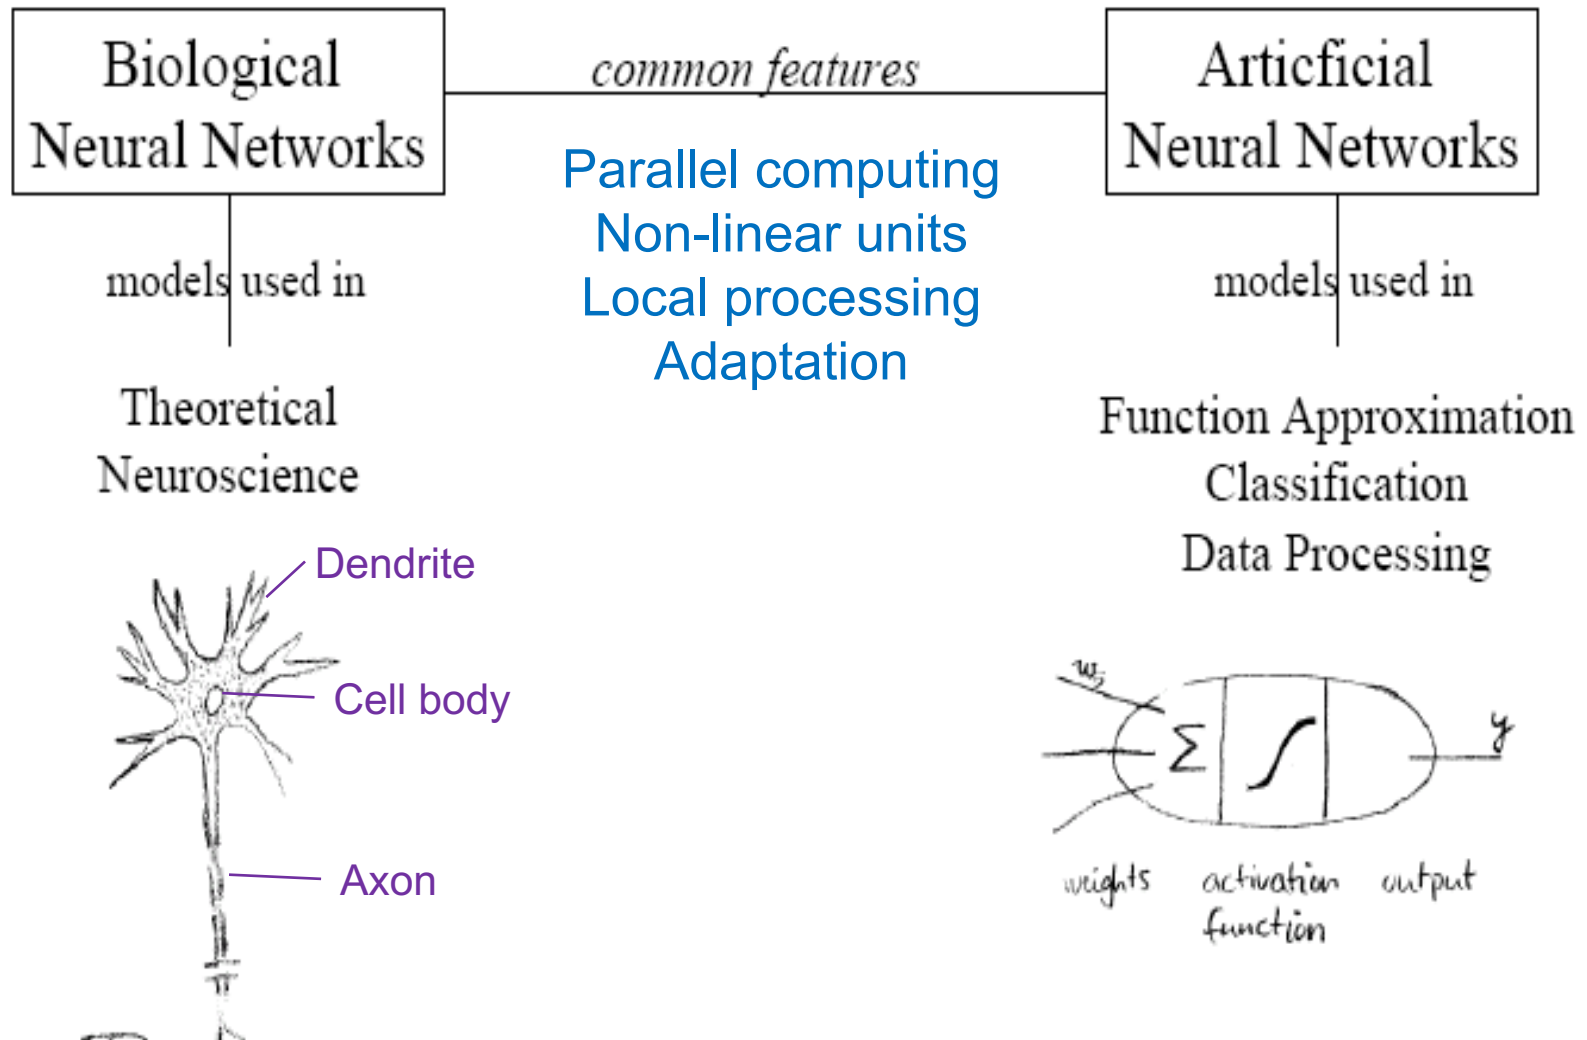 Biological
Neural Networks
common features
Articficial
Neural Networks
Parallel computing
Non-linear units
Local processing
Adaptation
models used in
models used in
Theoretical
Neuroscience
Function Approximation
Classification
Data Processing
Dendrite
Cell body
Axon
Σ
y
weights
activation
function
output